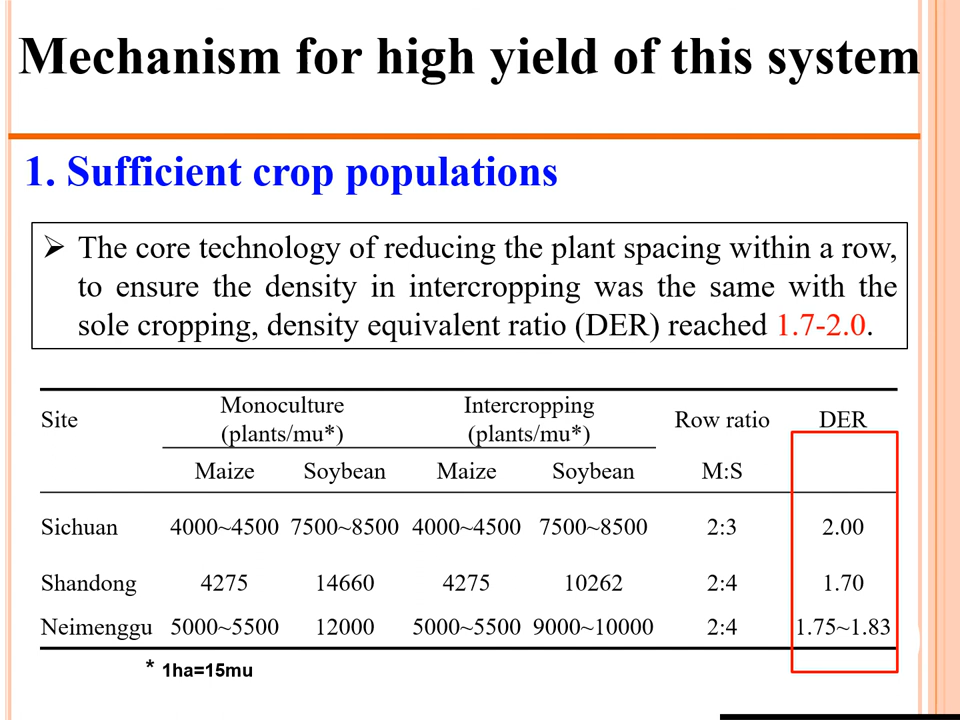 Mechanism for high yield of this system
1. Sufficient crop populations
➢ The core technology of reducing the plant spacing within a row,
to ensure the density in intercropping was the same with the
sole cropping, density equivalent ratio (DER) reached 1.7-2.0.
Site Monoculture (plants/mu*) Intercropping (plants/mu*) Row ratio DER
Maize Soybean Maize Soybean M:S
Sichuan 4000~4500 7500~8500 4000~4500 7500~8500 2:3 2.00
Shandong 4275 14660 4275 10262 2:4 1.70
Neimenggu 5000~5500 12000 5000~5500 9000~10000 2:4 1.75~1.83
* 1ha=15mu